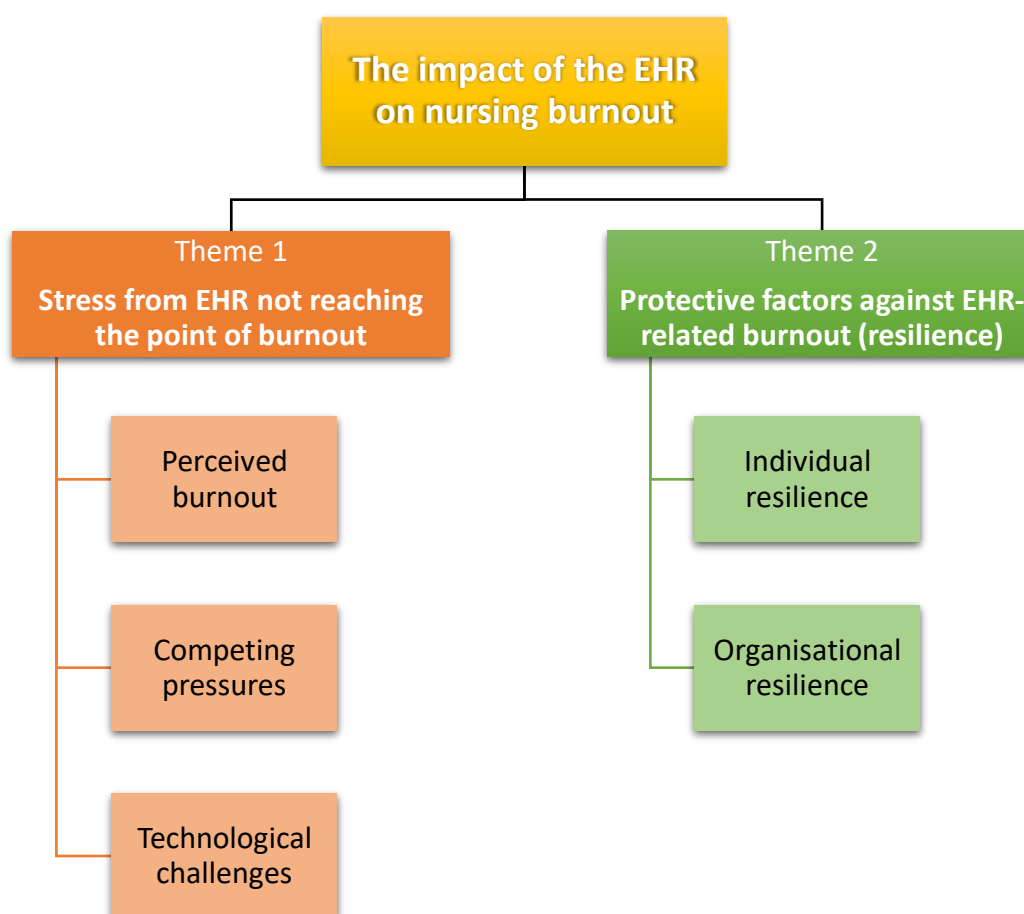 The impact of the EHR
on nursing burnout
Theme 1
Stress from EHR not reaching
the point of burnout
Perceived
burnout
Competing
pressures
Technological
challenges
Theme 2
Protective factors against EHR-
related burnout (resilience)
Individual
resilience
Organisational
resilience